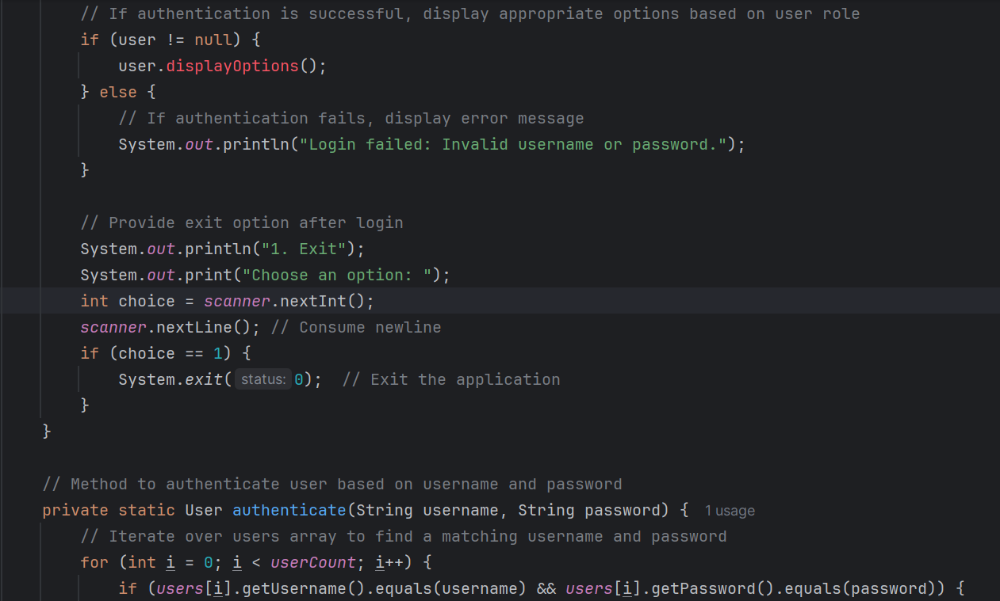 // If authentication is successful, display appropriate options based on user role
if (user != null) {
user.displayOptions();
} else {
// If authentication fails, display error message
System.out.println("Login failed: Invalid username or password.");
}
// Provide exit option after login
System.out.println("1. Exit");
System.out.print("Choose an option: ");
int choice = scanner.nextInt();
scanner.nextLine(); // Consume newline
if (choice == 1) {
System.exit( status: 0);  // Exit the application
}
}
// Method to authenticate user based on username and password
private static User authenticate(String username, String password) {  1 usage
// Iterate over users array to find a matching username and password
for (int i = 0; i < userCount; i++) {
if (users[i].getUsername().equals(username) && users[i].getPassword().equals(password)) {